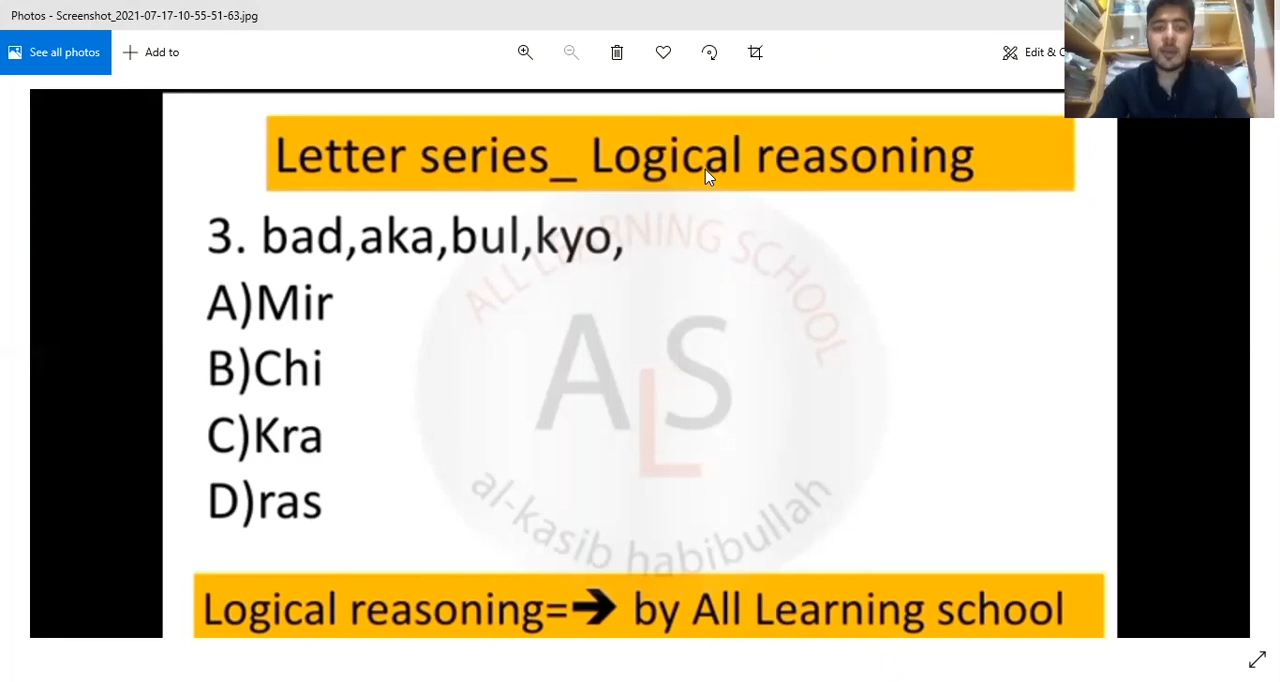 Photos - Screenshot_2021-07-17-10-55-51-63.jpg
See all photos
Add to
Edit & C
Letter series_ Logical reasoning
3. bad,aka,bul,kyo,
A)Mir
B)Chi
C)Kra
D)ras
ALL LEARNING SCHOOL
ALS
al-kasib habibullah
Logical reasoning=➔ by All Learning school